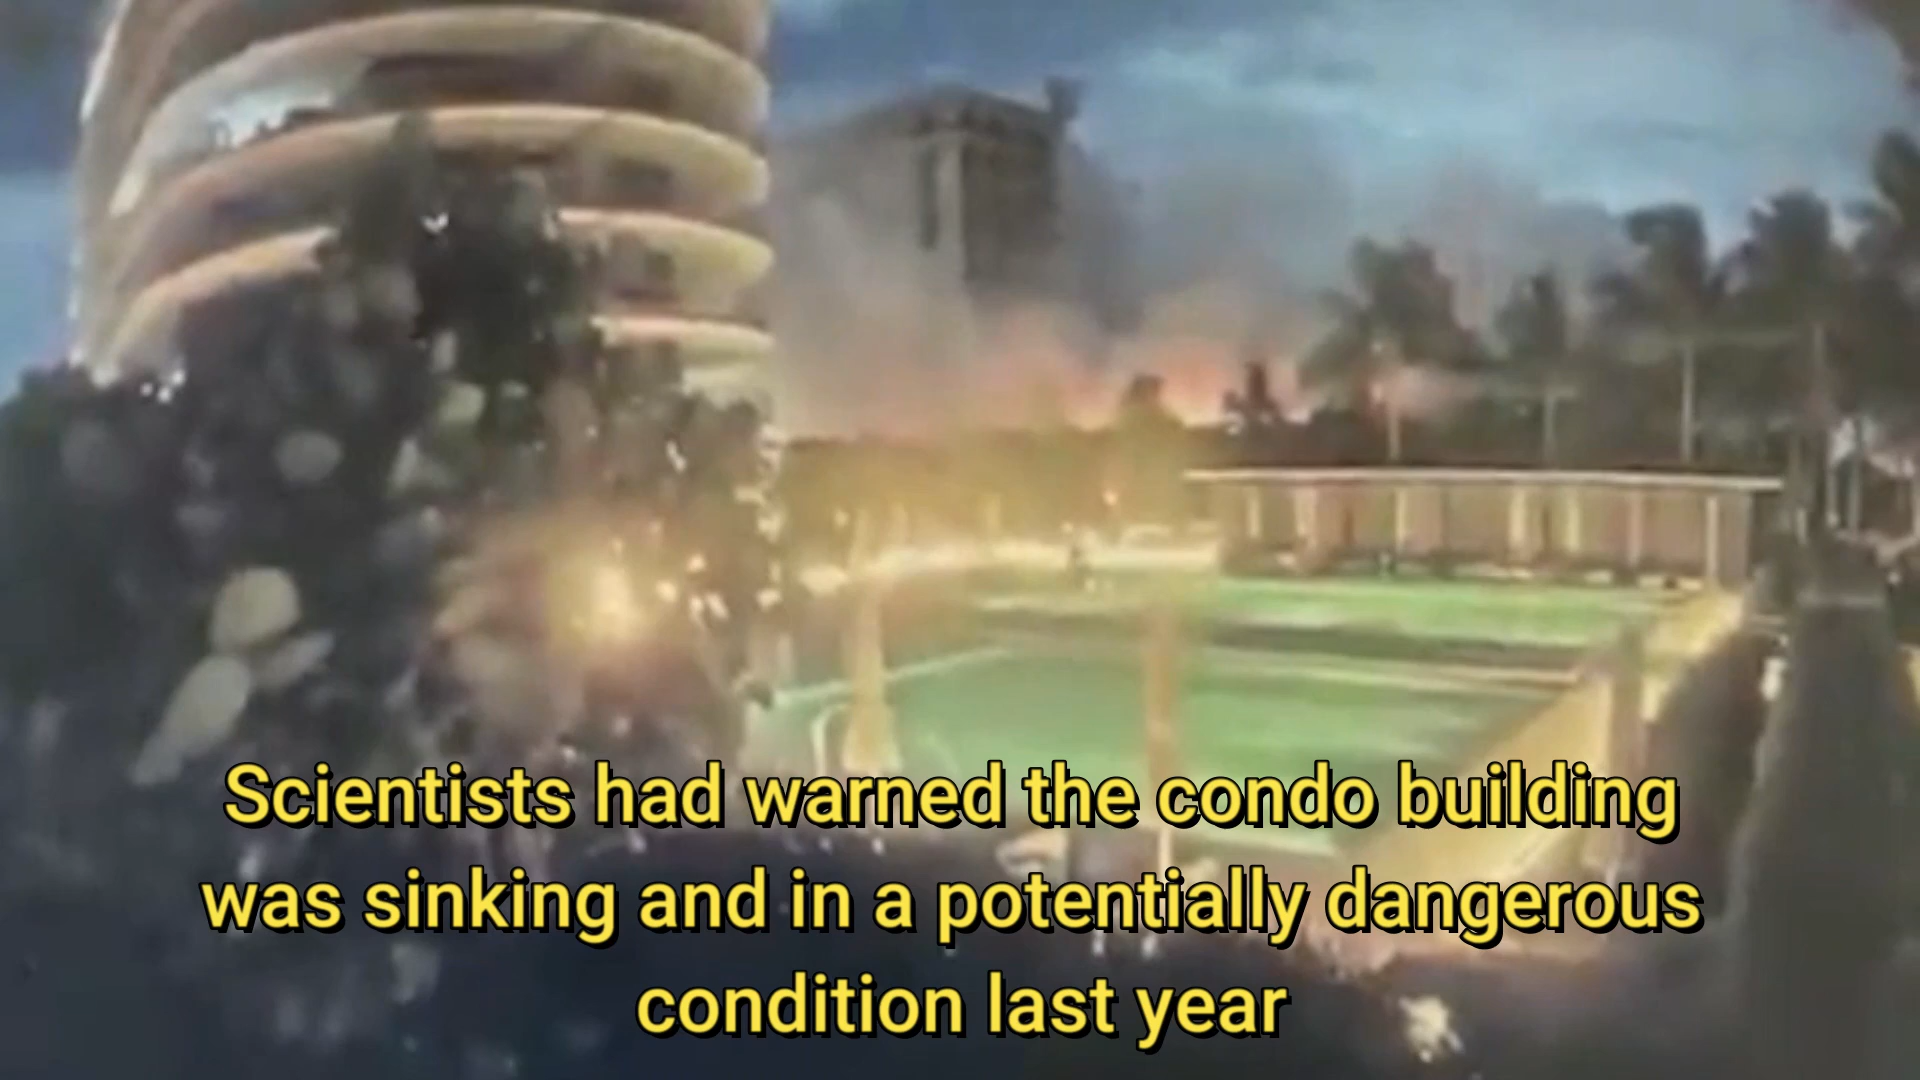 Scientists had warned the condo building
was sinking and in a potentially dangerous
condition last year